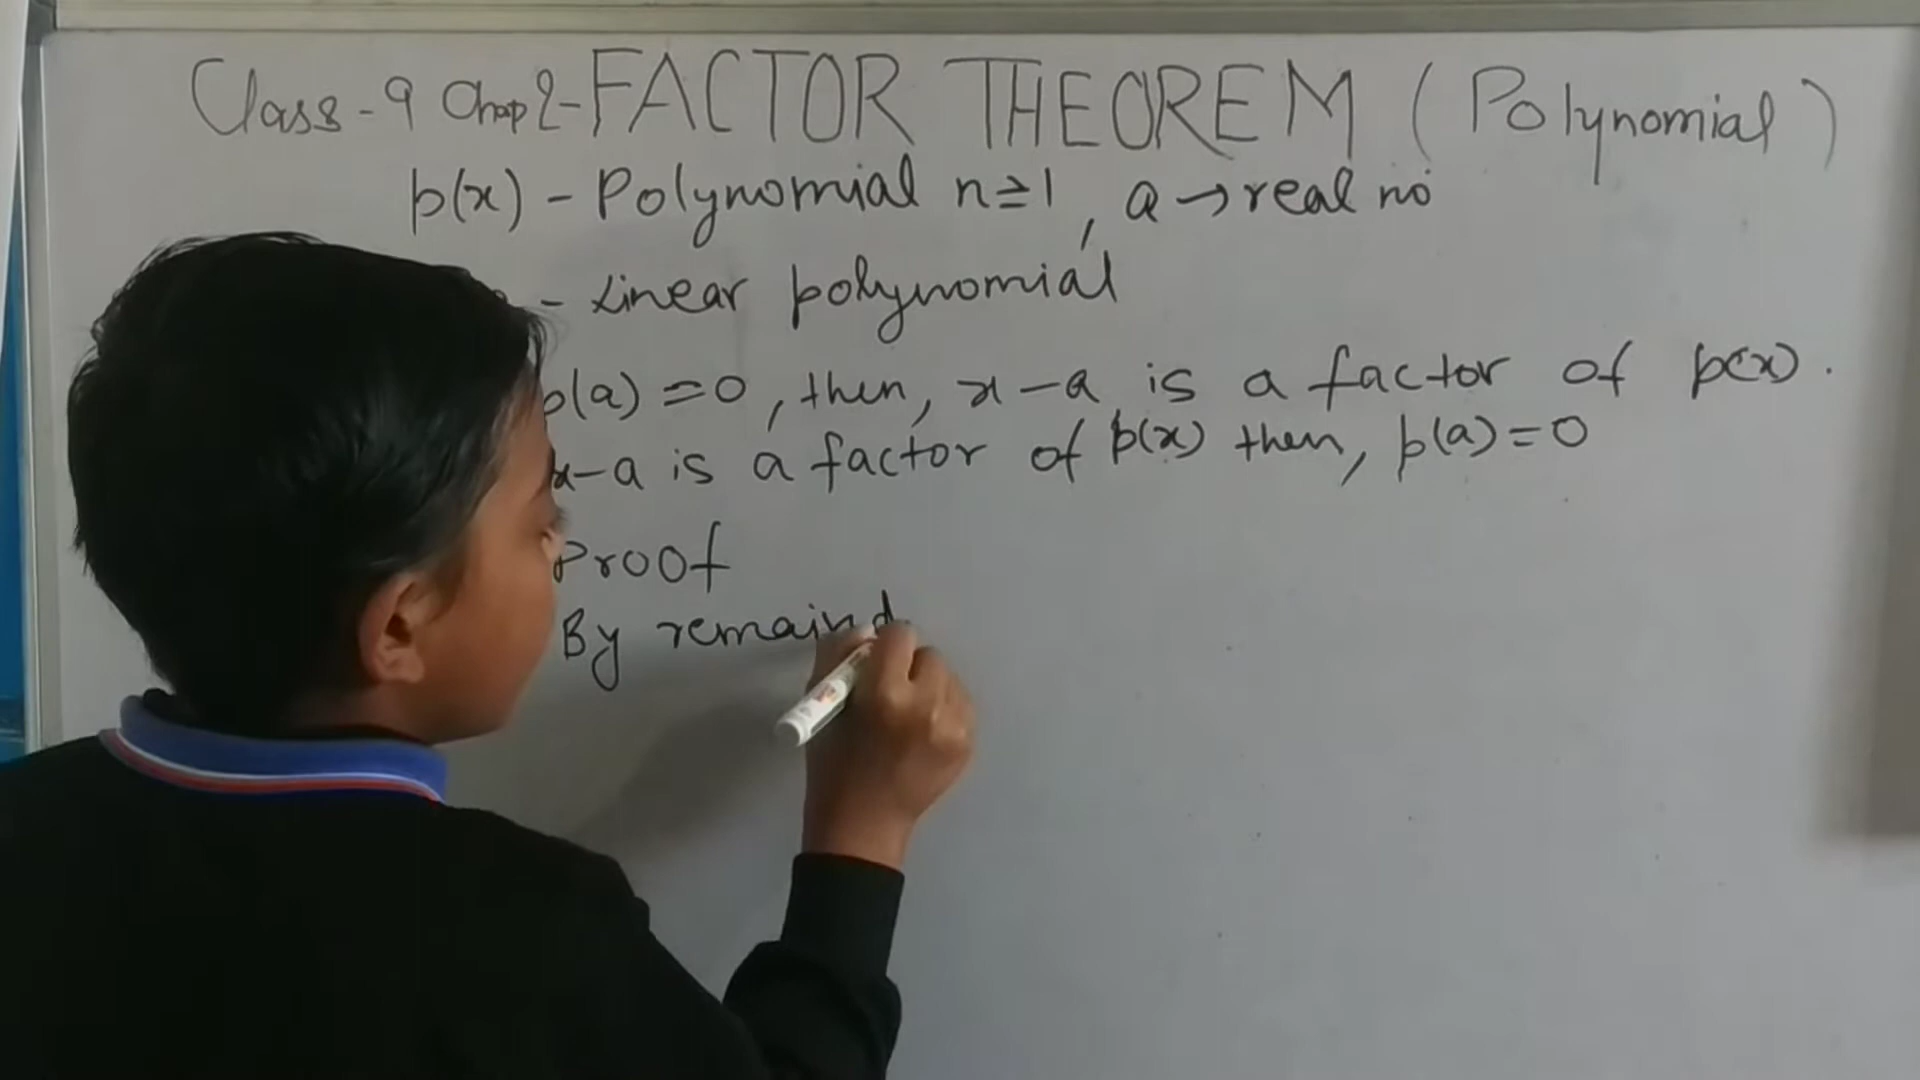 Class-9 Chap 2-FACTOR THEOREM (Polynomial)
p(x) - Polynomial n≥1, a → real no
- Linear polynomial
p(a) = 0, then, x-a is a factor of p(x).
x-a is a factor of p(x) then, p(a)=0
Proof
By remaind